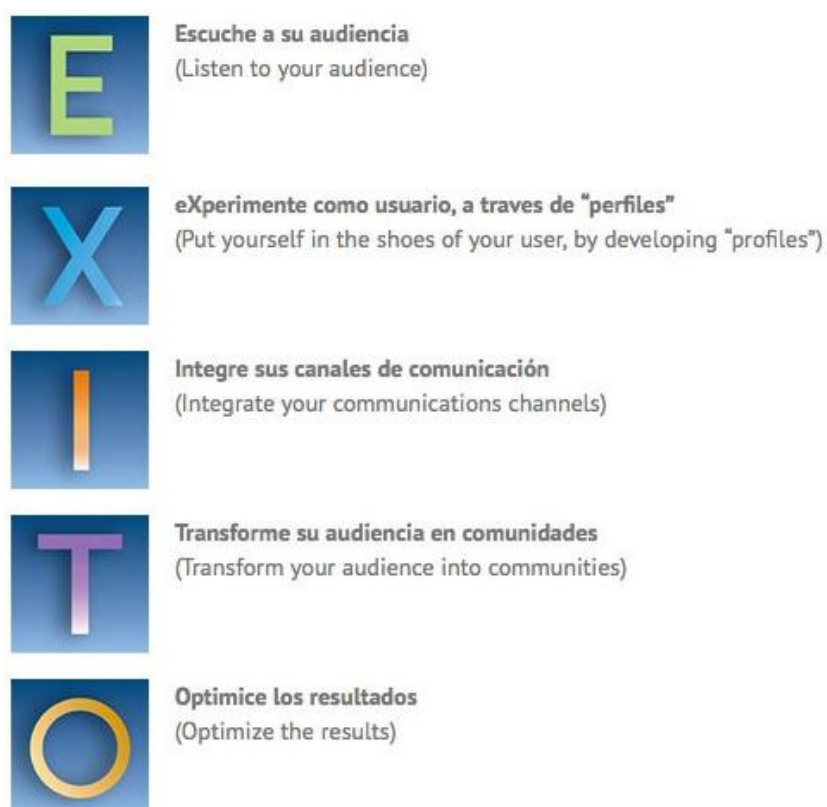 E
Escuche a su audiencia
(Listen to your audience)
X
eXperimente como usuario, a traves de “perfiles”
(Put yourself in the shoes of your user, by developing “profiles”)
I
Integre sus canales de comunicación
(Integrate your communications channels)
T
Transforme su audiencia en comunidades
(Transform your audience into communities)
O
Optimice los resultados
(Optimize the results)